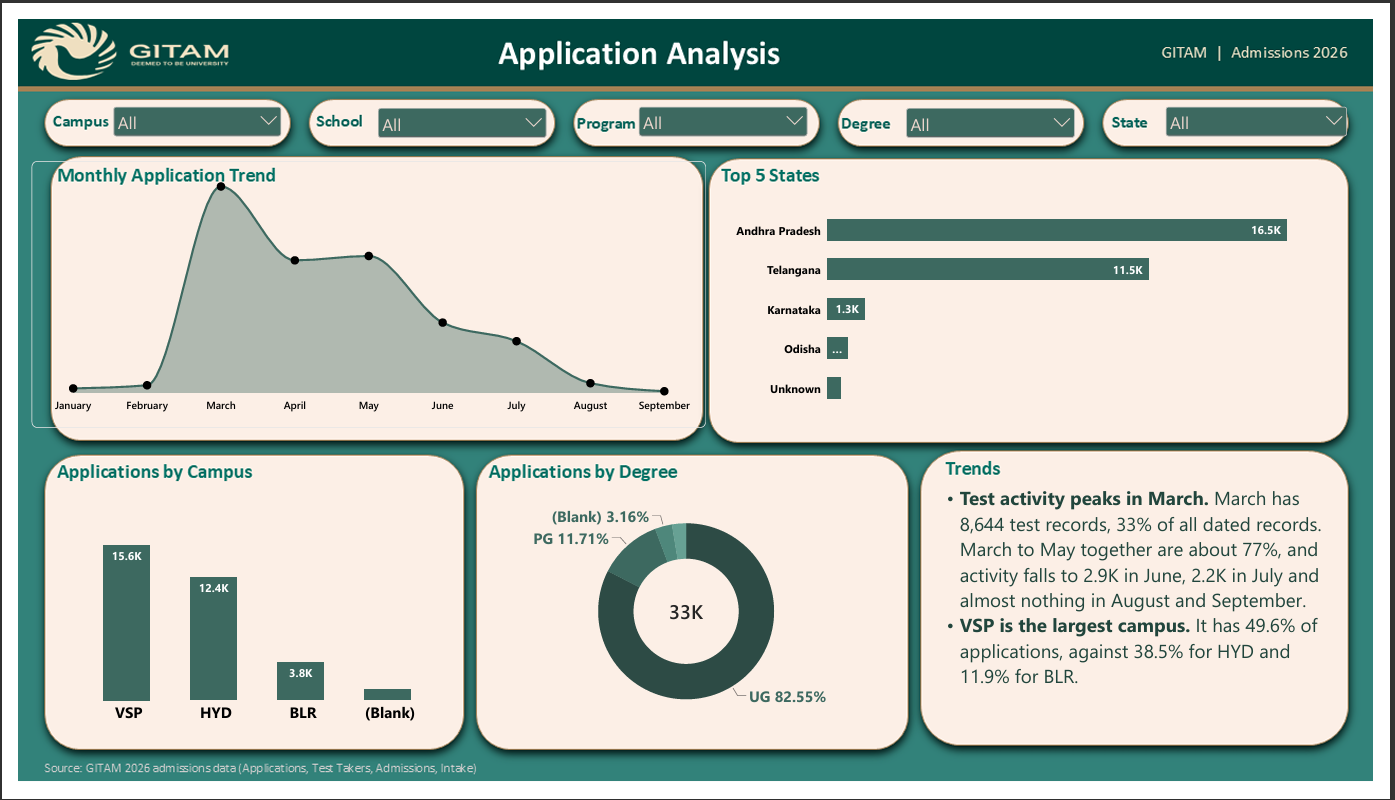 GITAM
DEEMED TO BE UNIVERSITY
Application Analysis
GITAM | Admissions 2026
Campus All
School All
Program All
Degree All
State All
Monthly Application Trend
January February March April May June July August September
Top 5 States
Andhra Pradesh 16.5K
Telangana 11.5K
Karnataka 1.3K
Odisha ...
Unknown
Applications by Campus
15.6K
12.4K
3.8K
VSP HYD BLR (Blank)
Applications by Degree
(Blank) 3.16%
PG 11.71%
33K
UG 82.55%
Trends
• Test activity peaks in March. March has
8,644 test records, 33% of all dated records.
March to May together are about 77%, and
activity falls to 2.9K in June, 2.2K in July and
almost nothing in August and September.
• VSP is the largest campus. It has 49.6% of
applications, against 38.5% for HYD and
11.9% for BLR.
Source: GITAM 2026 admissions data (Applications, Test Takers, Admissions, Intake)